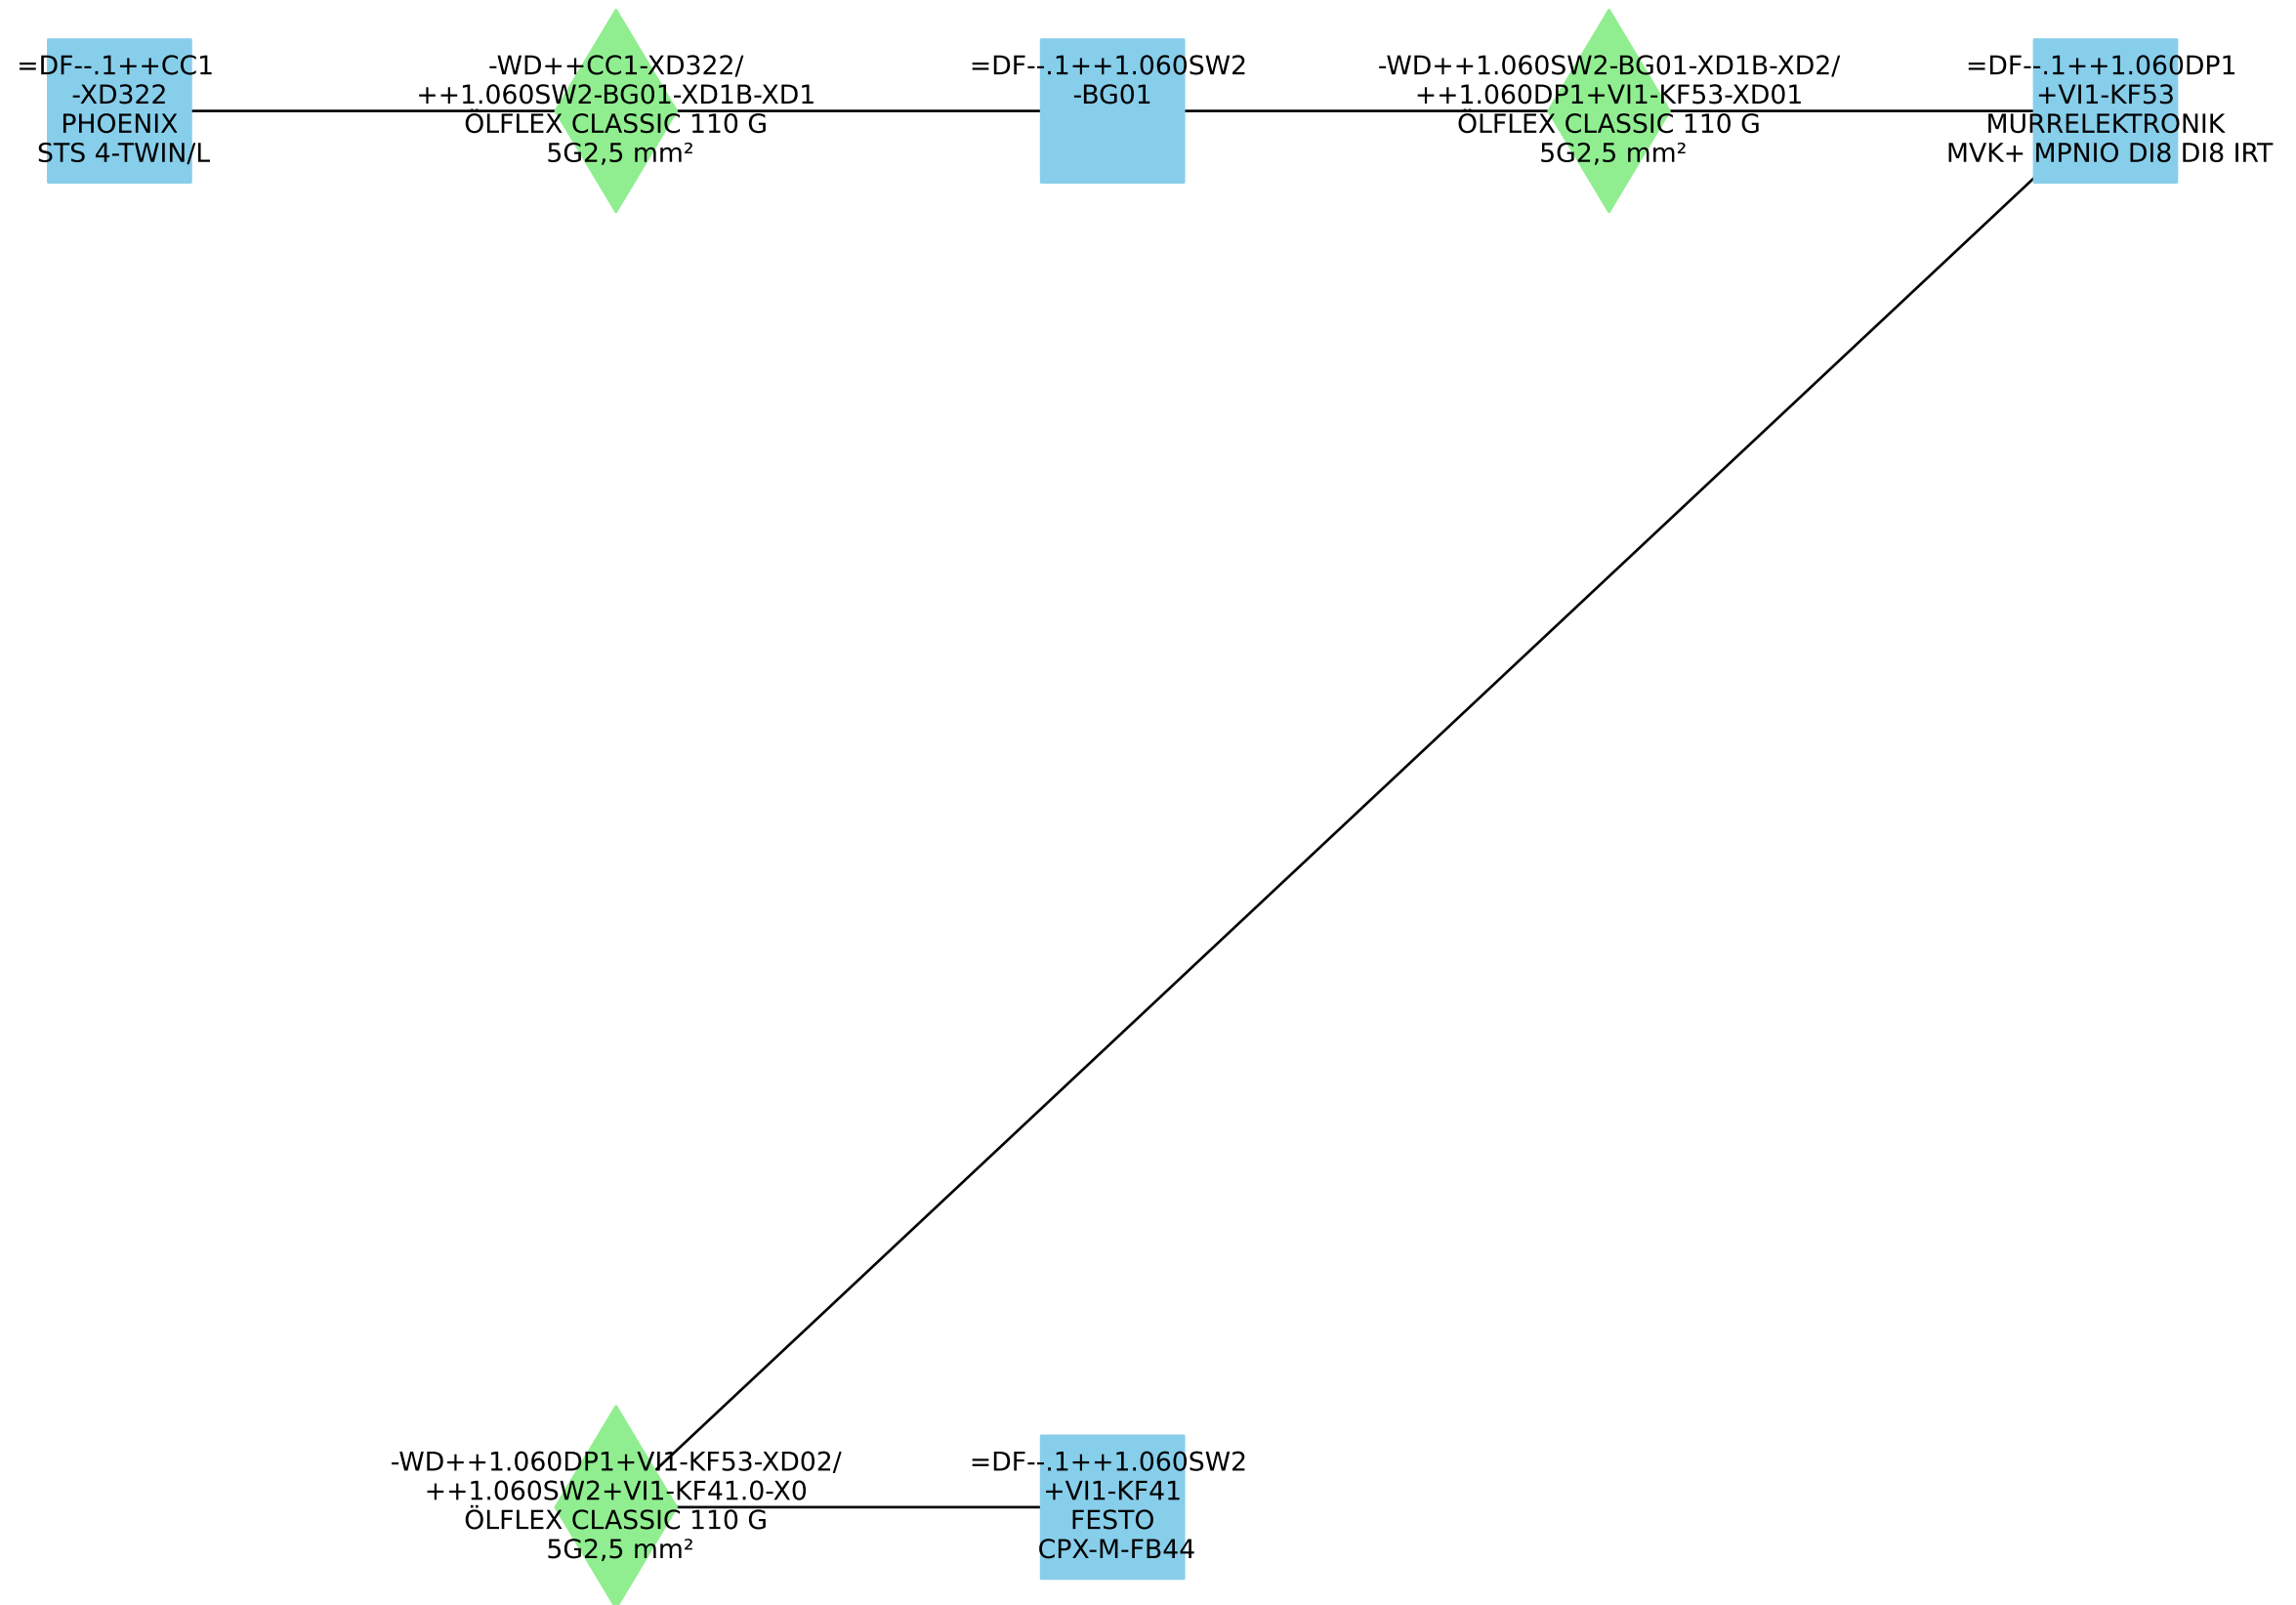 =DF--.1++CC1
-XD322
PHOENIX
STS 4-TWIN/L
-WD++CC1-XD322/
++1.060SW2-BG01-XD1B-XD1
ÖLFLEX CLASSIC 110 G
5G2,5 mm²
=DF--.1++1.060SW2
-BG01
-WD++1.060SW2-BG01-XD1B-XD2/
++1.060DP1+VI1-KF53-XD01
ÖLFLEX CLASSIC 110 G
5G2,5 mm²
=DF--.1++1.060DP1
+VI1-KF53
MURRELEKTRONIK
MVK+ MPNIO DI8 DI8 IRT
-WD++1.060DP1+VI1-KF53-XD02/
++1.060SW2+VI1-KF41.0-X0
ÖLFLEX CLASSIC 110 G
5G2,5 mm²
=DF--.1++1.060SW2
+VI1-KF41
FESTO
CPX-M-FB44